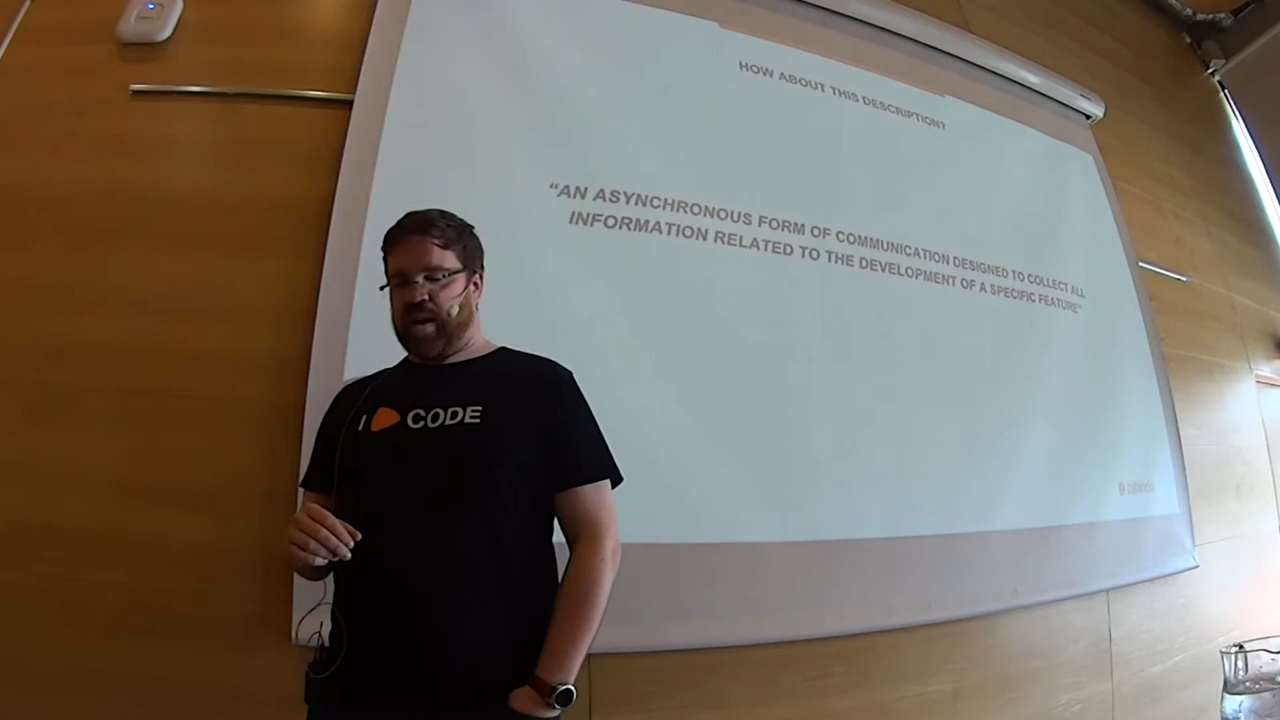 HOW ABOUT THIS DESCRIPTION?
“AN ASYNCHRONOUS FORM OF COMMUNICATION DESIGNED TO COLLECT ALL
INFORMATION RELATED TO THE DEVELOPMENT OF A SPECIFIC FEATURE”
I CODE
zalando